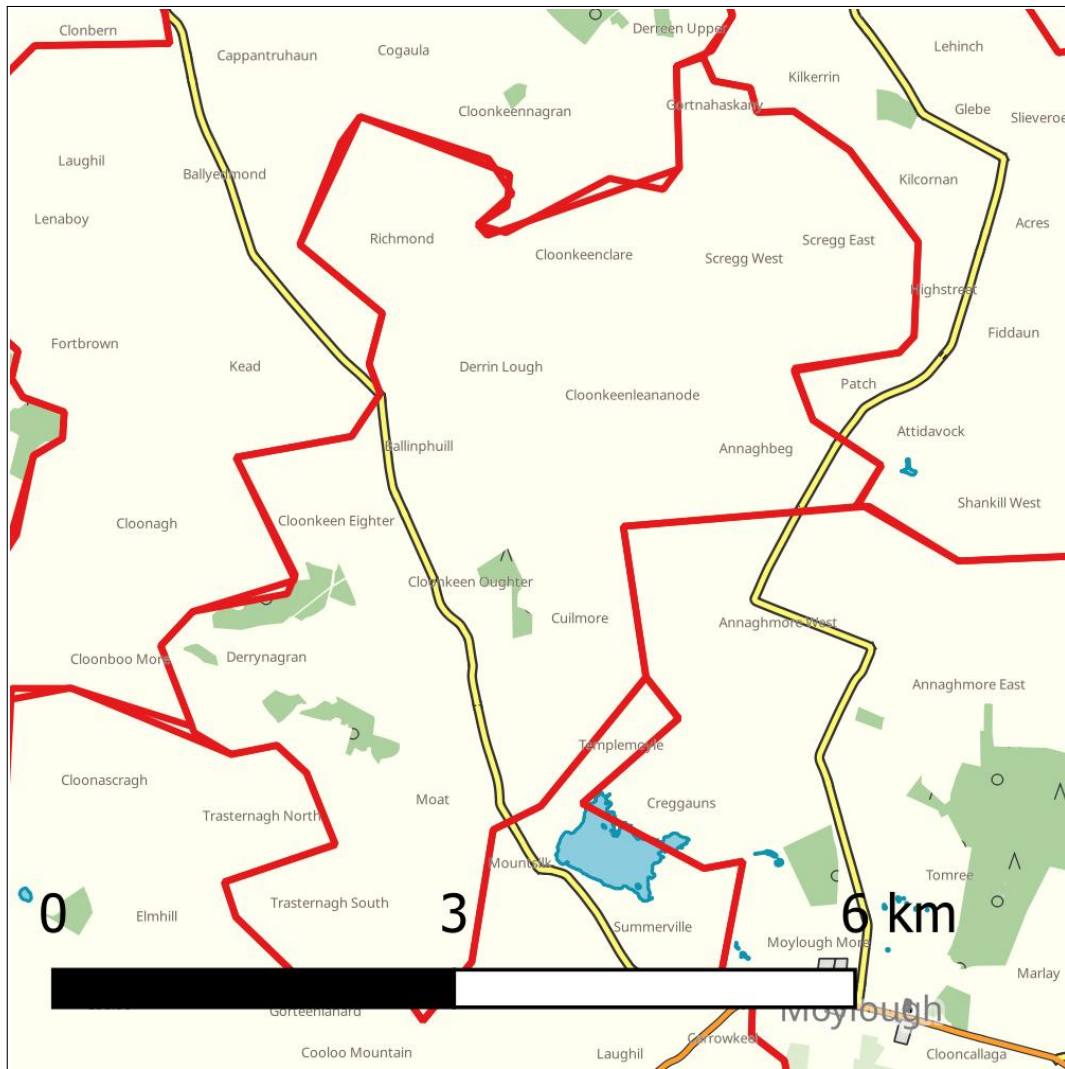 Clonbern
Derreen Upper
Cogaula
Cappantruhaun
Lehinch
Kilkerrin
Gortnahaskany
Glebe
Cloonkeennagran
Slieveroe
Laughil
Ballyedmond
Kilcornan
Lenaboy
Acres
Richmond
Scregg East
Cloonkeenclare
Scregg West
Highstreet
Fiddaun
Fortbrown
Kead
Derrin Lough
Patch
Cloonkeenleananode
Attidavock
Ballinphuill
Annaghbeg
Shankill West
Cloonagh
Cloonkeen Eighter
Cloonkeen Oughter
Cuilmore
Annaghmore West
Derrynagran
Cloonboo More
Annaghmore East
Templemoyle
Cloonascragh
Moat
Creggauns
Trasternagh North
Mountsilk
Tomree
Trasternagh South
Elmhill
0
3
6 km
Summerville
Moylough More
Marlay
Moylough
Gorteenlahard
Carrowkeel
Cooloo Mountain
Laughil
Clooncallaga